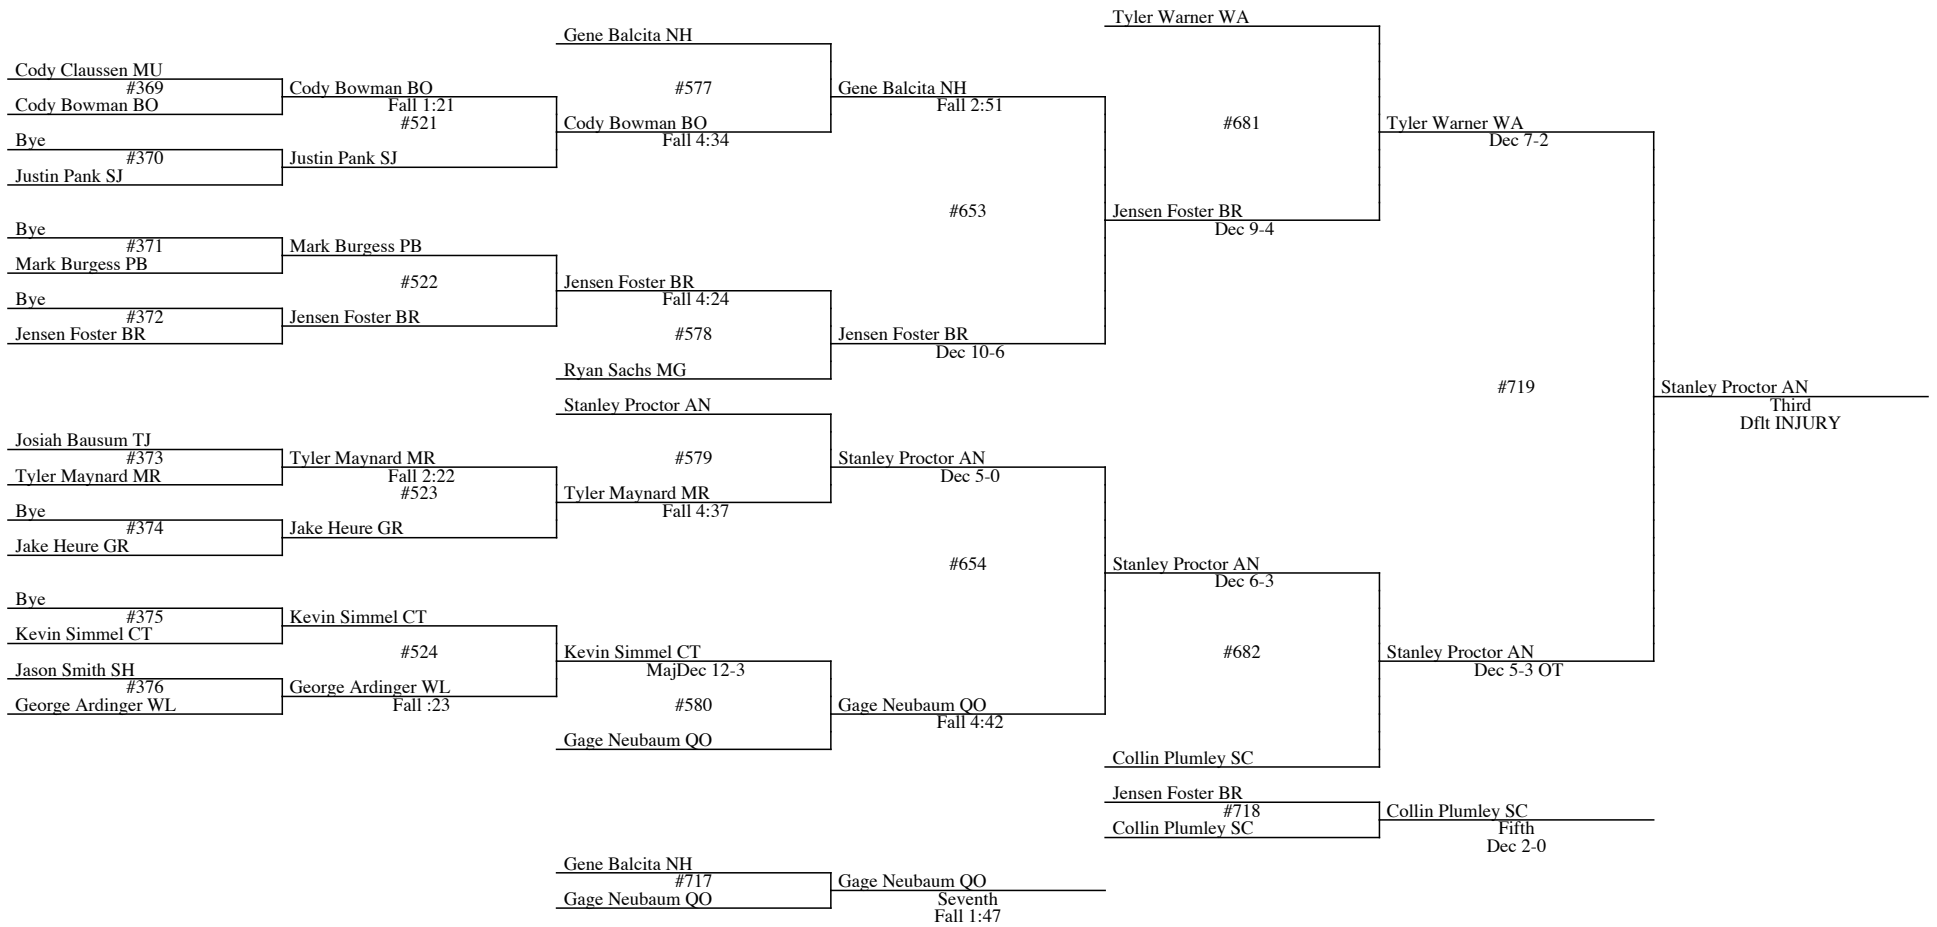 Tyler Warner WA
Gene Balcita NH
Cody Claussen MU
#369
Cody Bowman BO
#577
Gene Balcita NH
Cody Bowman BO
Fall 1:21
Fall 2:51
#521
Cody Bowman BO
#681
Tyler Warner WA
Bye
Fall 4:34
Dec 7-2
#370
Justin Pank SJ
Justin Pank SJ
#653
Jensen Foster BR
Bye
Dec 9-4
#371
Mark Burgess PB
Mark Burgess PB
#522
Jensen Foster BR
Bye
Fall 4:24
#372
Jensen Foster BR
Jensen Foster BR
#578
Jensen Foster BR
Dec 10-6
Ryan Sachs MG
#719
Stanley Proctor AN
Stanley Proctor AN
Third
Dflt INJURY
Josiah Bausum TJ
#373
Tyler Maynard MR
#579
Stanley Proctor AN
Tyler Maynard MR
Fall 2:22
Dec 5-0
#523
Tyler Maynard MR
Bye
Fall 4:37
#374
Jake Heure GR
Jake Heure GR
#654
Stanley Proctor AN
Dec 6-3
Bye
#375
Kevin Simmel CT
Kevin Simmel CT
#524
Kevin Simmel CT
#682
Stanley Proctor AN
Jason Smith SH
MajDec 12-3
Dec 5-3 OT
#376
George Ardinger WL
George Ardinger WL
Fall :23
#580
Gage Neubaum QO
Fall 4:42
Gage Neubaum QO
Collin Plumley SC
Jensen Foster BR
#718
Collin Plumley SC
Collin Plumley SC
Fifth
Dec 2-0
Gene Balcita NH
#717
Gage Neubaum QO
Gage Neubaum QO
Seventh
Fall 1:47